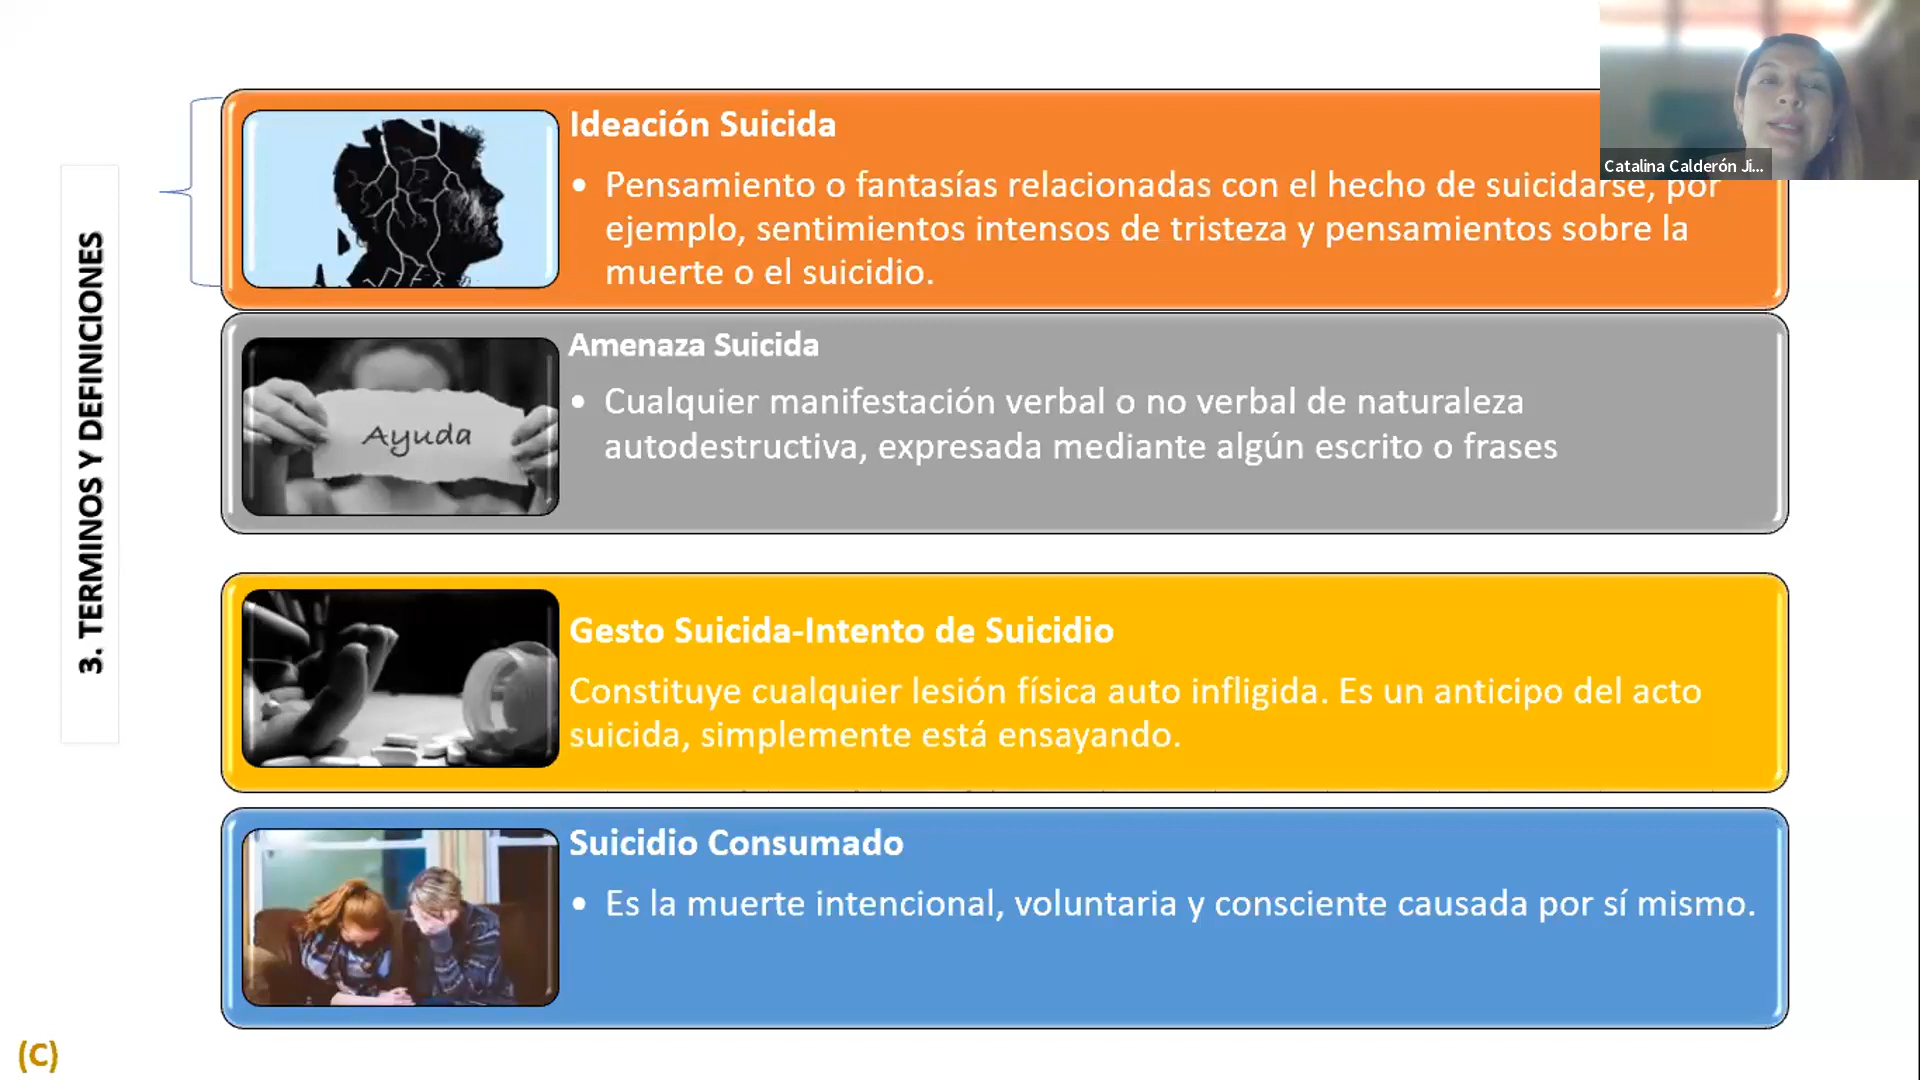 3. TERMINOS Y DEFINICIONES
Ideación Suicida
• Pensamiento o fantasías relacionadas con el hecho de suicidarse, por
ejemplo, sentimientos intensos de tristeza y pensamientos sobre la
muerte o el suicidio.
Catalina Calderón Ji...
Amenaza Suicida
Ayuda
• Cualquier manifestación verbal o no verbal de naturaleza
autodestructiva, expresada mediante algún escrito o frases
Gesto Suicida-Intento de Suicidio
Constituye cualquier lesión física auto infligida. Es un anticipo del acto
suicida, simplemente está ensayando.
Suicidio Consumado
• Es la muerte intencional, voluntaria y consciente causada por sí mismo.
(C)